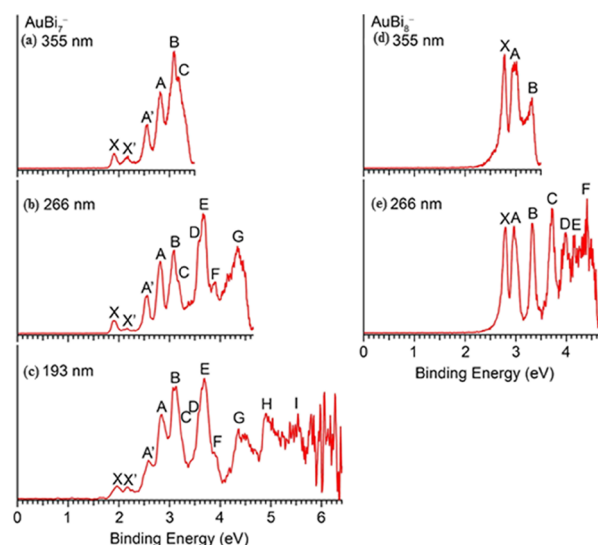 AuBi₇⁻
(a) 355 nm
X X' A' A B C
(b) 266 nm
X X' A' A B C D E F G
(c) 193 nm
X X' A' A B C D E F G H I
0 1 2 3 4 5 6
Binding Energy (eV)
AuBi₈⁻
(d) 355 nm
X A B
(e) 266 nm
X A B C D E F
0 1 2 3 4
Binding Energy (eV)